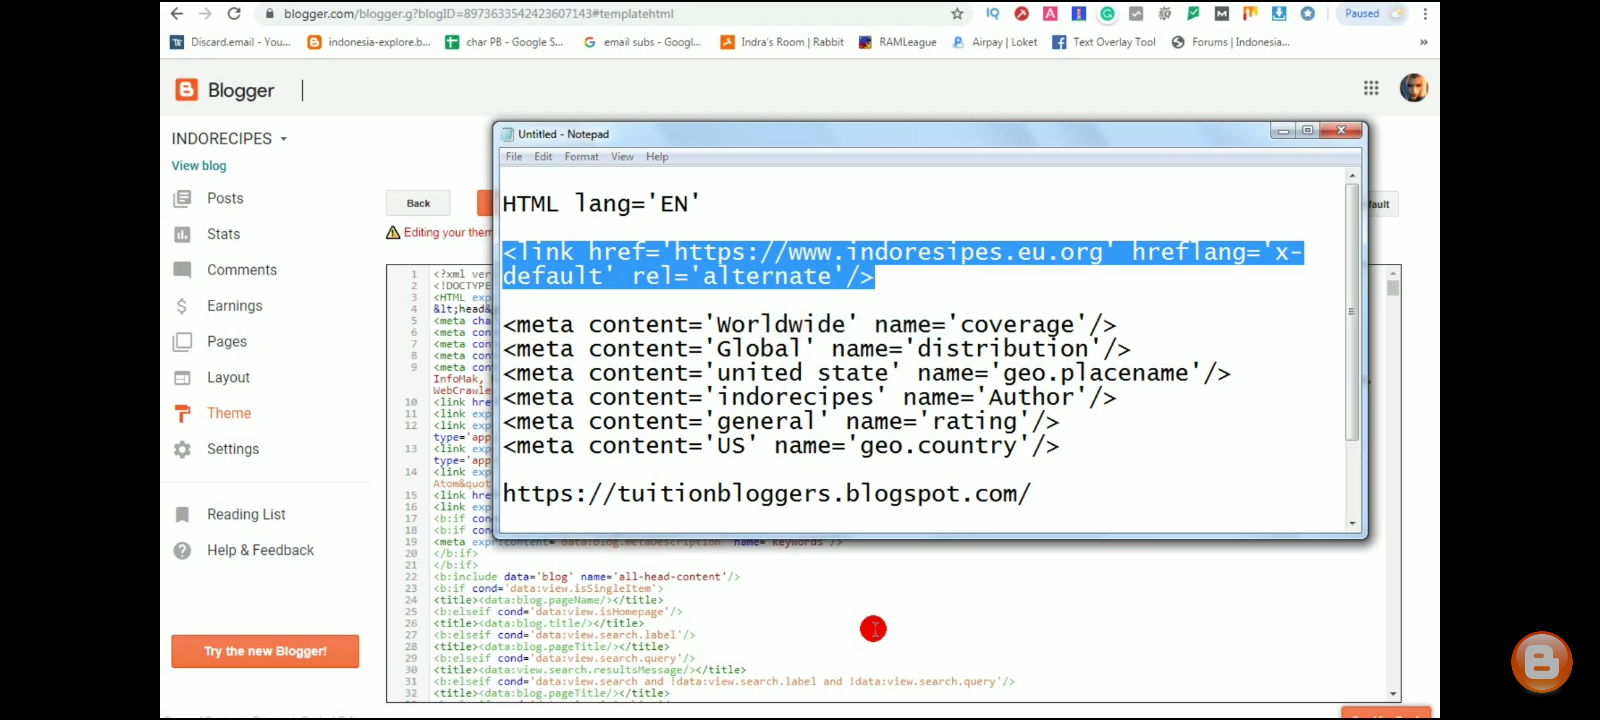 blogger.com/blogger.g?blogID=8973633542423607143#templatehtml
Paused
Discard.email - You...
indonesia-explore.b...
char PB - Google S...
email subs - Googl...
Indra's Room | Rabbit
RAMLeague
Airpay | Loket
Text Overlay Tool
Forums | Indonesia...
Blogger
INDORECIPES
View blog
Posts
Stats
Comments
Earnings
Pages
Layout
Theme
Settings
Reading List
Help & Feedback
Try the new Blogger!
Back
Editing your them
Untitled - Notepad
File Edit Format View Help
HTML lang='EN'
<link href='https://www.indoresipes.eu.org' hreflang='x-
default' rel='alternate'/>
<meta content='Worldwide' name='coverage'/>
<meta content='Global' name='distribution'/>
<meta content='united state' name='geo.placename'/>
<meta content='indorecipes' name='Author'/>
<meta content='general' name='rating'/>
<meta content='US' name='geo.country'/>
https://tuitionbloggers.blogspot.com/
1 <?xml ver
2 <!DOCTYPE
3 <HTML exp
4 &lt;head&
5 <meta cha
6 <meta con
7 <meta con
8 <meta con
9 <meta con
InfoMak,
WebCrawle
10 <link hre
11 <link exp
12 <link exp
type='app
13 <link exp
type='app
14 <link exp
Atom&quot
15 <link hre
16 <link exp
17 <b:if con
18 <b:if con
19 <meta expr:content='data:blog.metaDescription' name='keywords'/>
20 </b:if>
21 </b:if>
22 <b:include data='blog' name='all-head-content'/>
23 <b:if cond='data:view.isSingleItem'>
24 <title><data:blog.pageName/></title>
25 <b:elseif cond='data:view.isHomepage'/>
26 <title><data:blog.title/></title>
27 <b:elseif cond='data:view.search.label'/>
28 <title><data:blog.pageTitle/></title>
29 <b:elseif cond='data:view.search.query'/>
30 <title><data:view.search.resultsMessage/></title>
31 <b:elseif cond='data:view.search and !data:view.search.label and !data:view.search.query'/>
32 <title><data:blog.pageTitle/></title>